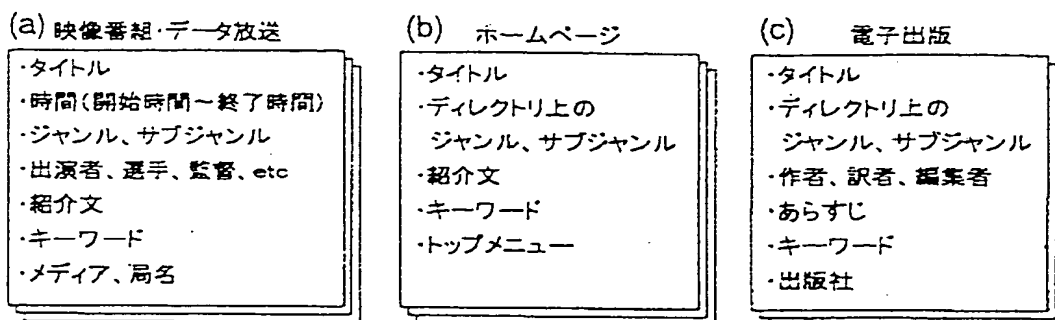 (a) 映像番組・データ放送
・タイトル
・時間(開始時間〜終了時間)
・ジャンル、サブジャンル
・出演者、選手、監督、etc
・紹介文
・キーワード
・メディア、局名
(b) ホームページ
・タイトル
・ディレクトリ上の
ジャンル、サブジャンル
・紹介文
・キーワード
・トップメニュー
(c) 電子出版
・タイトル
・ディレクトリ上の
ジャンル、サブジャンル
・作者、訳者、編集者
・あらすじ
・キーワード
・出版社